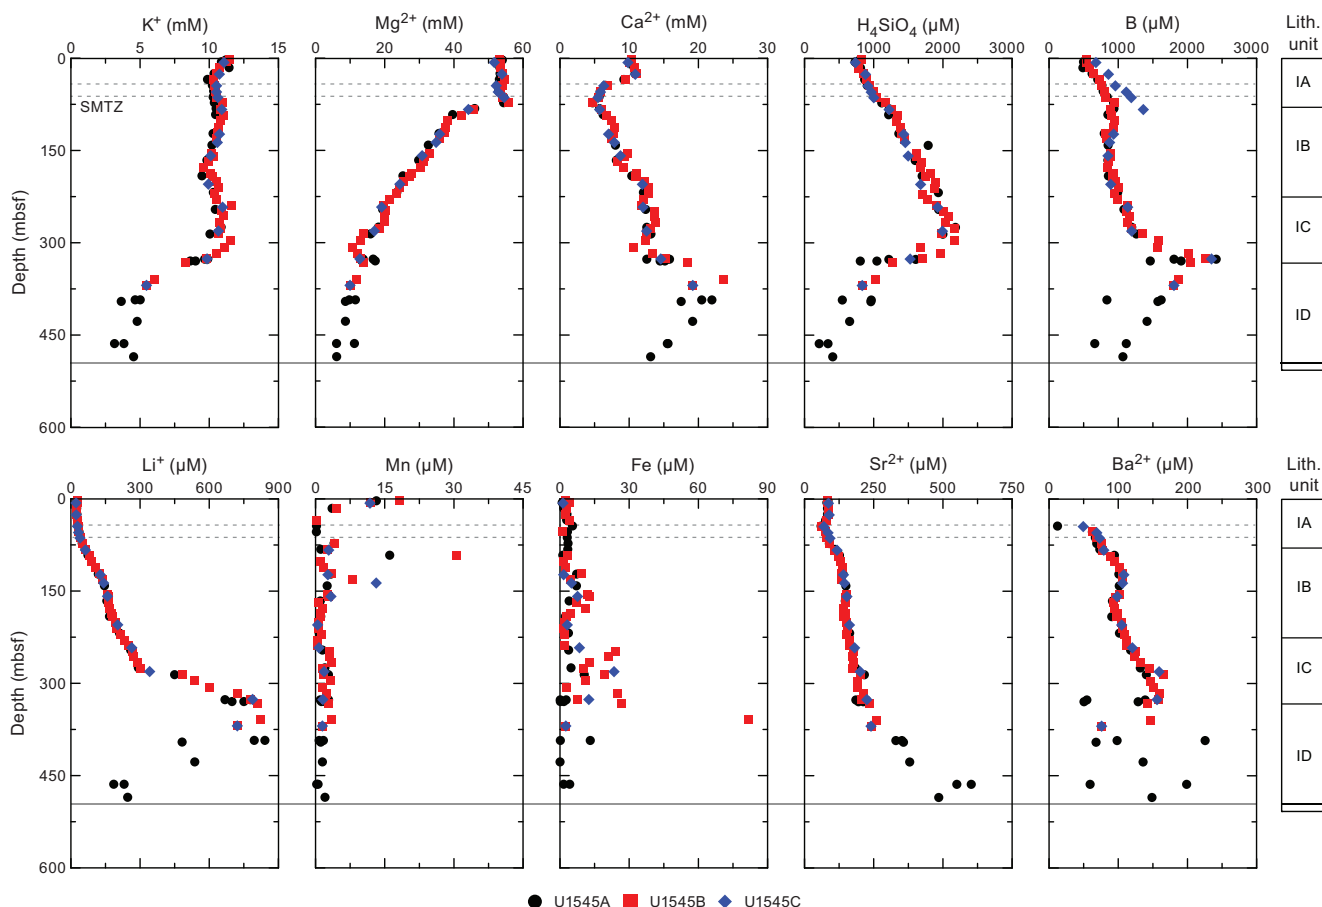 K⁺ (mM) Mg²⁺ (mM) Ca²⁺ (mM) H₄SiO₄ (µM) B (µM) Lith. unit
0 5 10 15 0 20 40 60 0 10 20 30 0 1000 2000 3000 0 1000 2000 3000
0
SMTZ
150
300
450
600
Depth (mbsf)
IA
IB
IC
ID
Li⁺ (µM) Mn (µM) Fe (µM) Sr²⁺ (µM) Ba²⁺ (µM) Lith. unit
0 300 600 900 0 15 30 45 0 30 60 90 0 250 500 750 0 100 200 300
0
150
300
450
600
Depth (mbsf)
IA
IB
IC
ID
U1545A U1545B U1545C